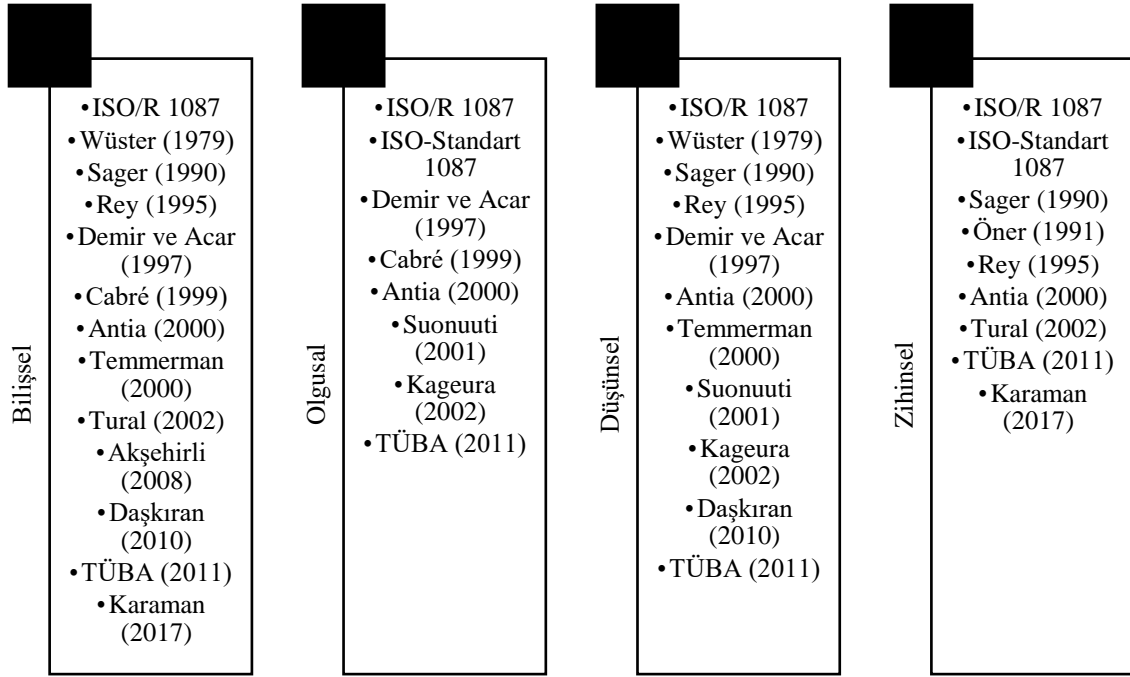 Bilişsel
•ISO/R 1087
•Wüster (1979)
•Sager (1990)
•Rey (1995)
•Demir ve Acar
(1997)
•Cabré (1999)
•Antia (2000)
•Temmerman
(2000)
•Tural (2002)
•Akşehirli
(2008)
•Daşkıran
(2010)
•TÜBA (2011)
•Karaman
(2017)
Olgusal
•ISO/R 1087
•ISO-Standart
1087
•Demir ve Acar
(1997)
•Cabré (1999)
•Antia (2000)
•Suonuuti
(2001)
•Kageura
(2002)
•TÜBA (2011)
Düşünsel
•ISO/R 1087
•Wüster (1979)
•Sager (1990)
•Rey (1995)
•Demir ve Acar
(1997)
•Antia (2000)
•Temmerman
(2000)
•Suonuuti
(2001)
•Kageura
(2002)
•Daşkıran
(2010)
•TÜBA (2011)
Zihinsel
•ISO/R 1087
•ISO-Standart
1087
•Sager (1990)
•Öner (1991)
•Rey (1995)
•Antia (2000)
•Tural (2002)
•TÜBA (2011)
•Karaman
(2017)